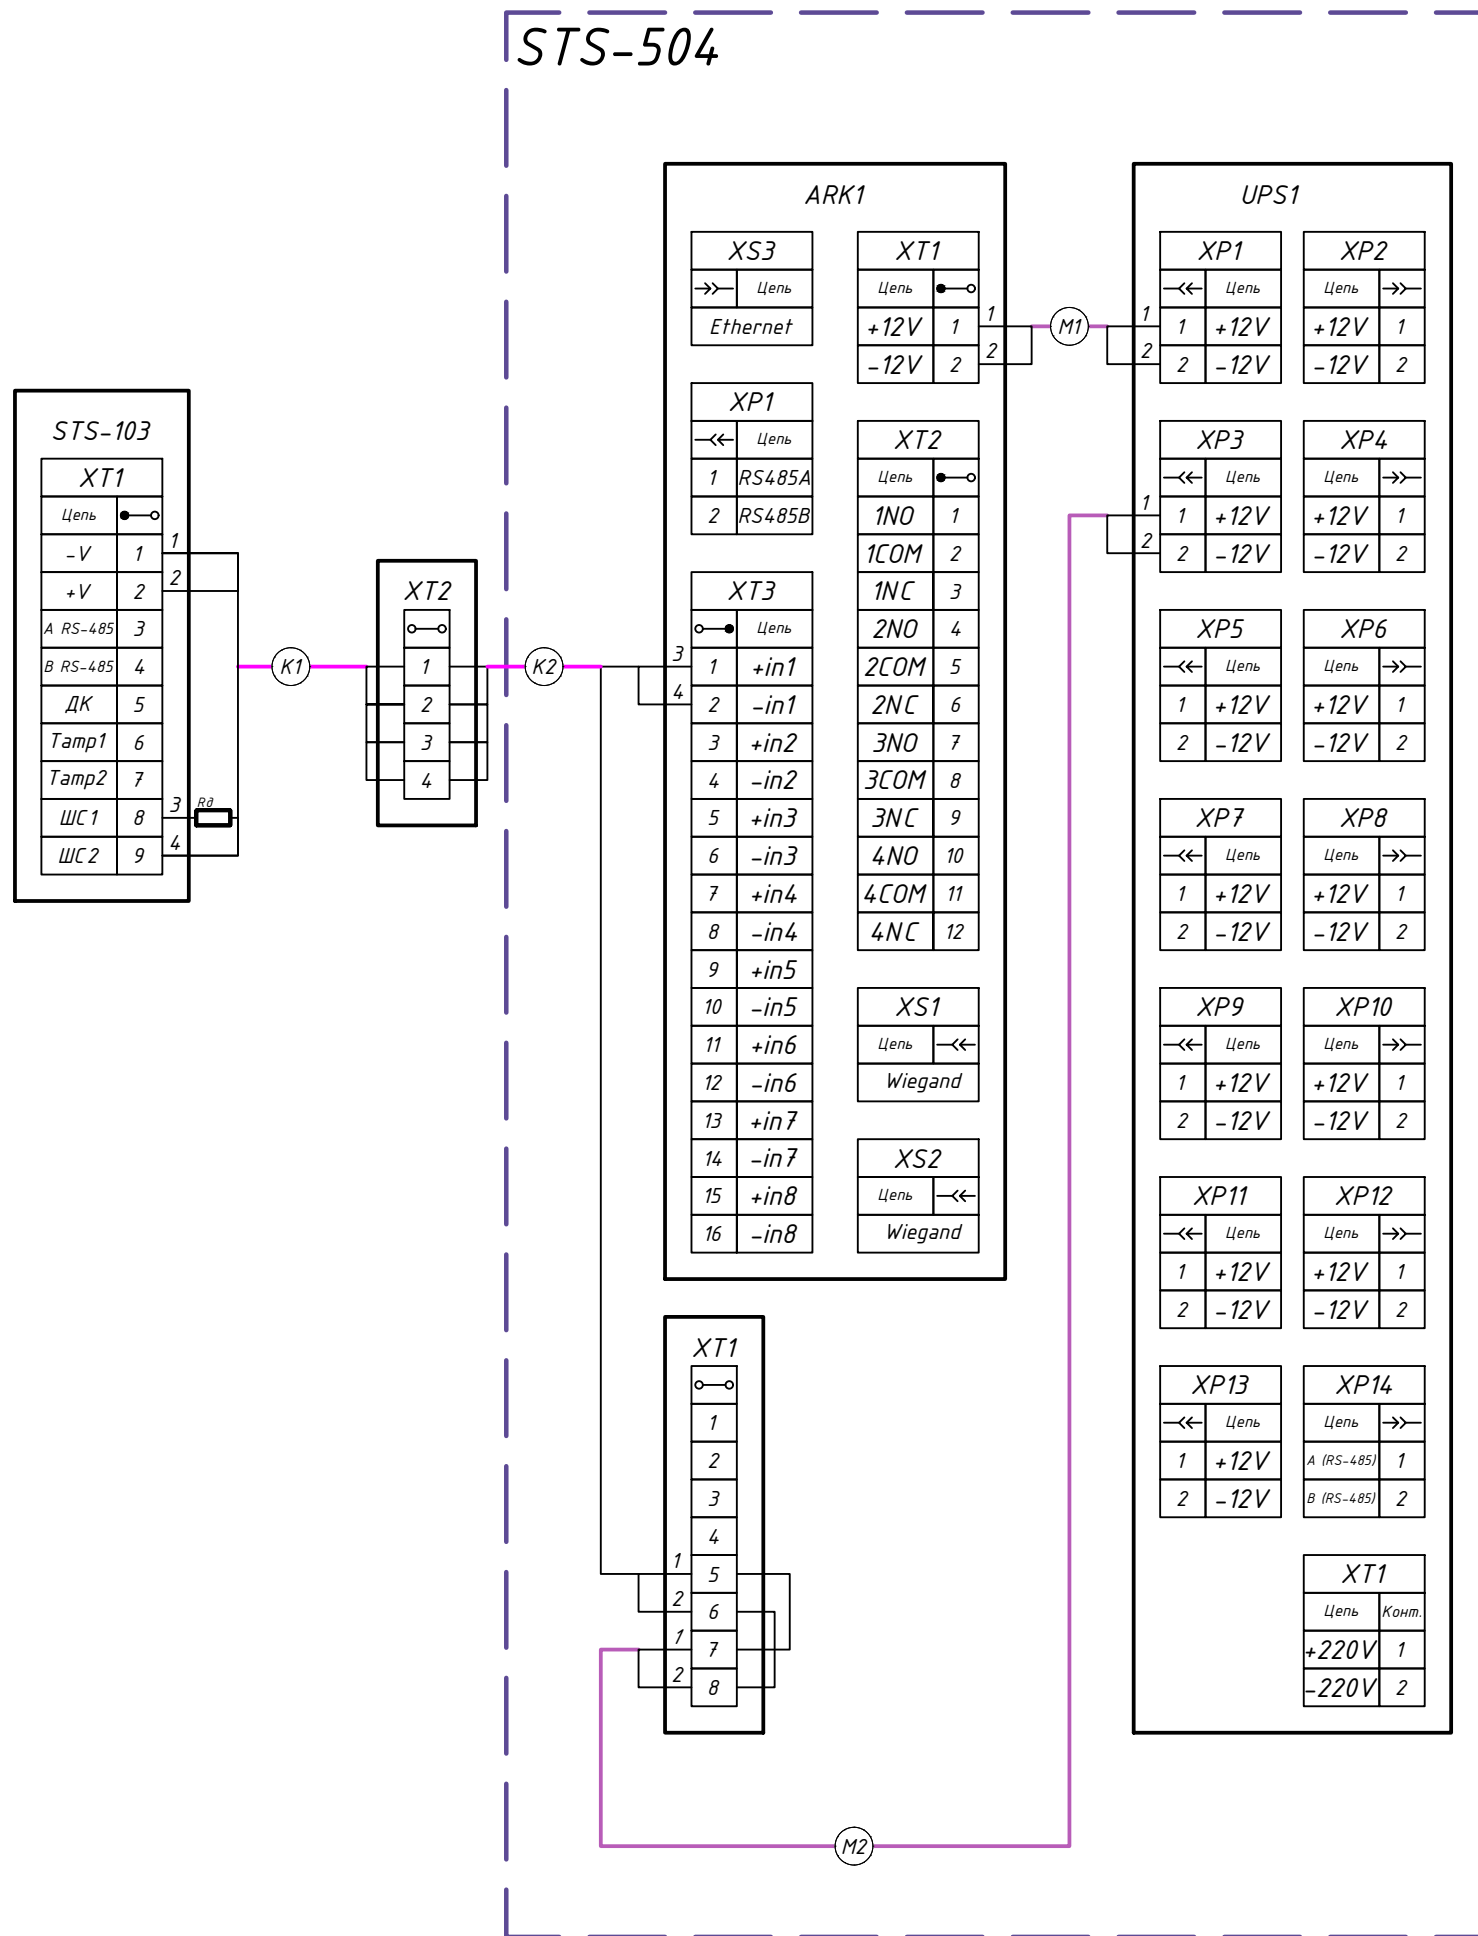 STS-504
STS-103
XT1
Цепь
-V 1 1
+V 2 2
A RS-485 3
B RS-485 4
ДК 5
Tamp1 6
Tamp2 7
ШС1 8 3 Rд
ШС2 9 4
K1
XT2
1
2
3
4
K2
ARK1
XS3
Цепь
Ethernet
XP1
Цепь
1 RS485A
2 RS485B
XT3
Цепь
3 1 +in1
4 2 -in1
3 +in2
4 -in2
5 +in3
6 -in3
7 +in4
8 -in4
9 +in5
10 -in5
11 +in6
12 -in6
13 +in7
14 -in7
15 +in8
16 -in8
XT1
Цепь
+12V 1 1
-12V 2 2
XT2
Цепь
1NO 1
1COM 2
1NC 3
2NO 4
2COM 5
2NC 6
3NO 7
3COM 8
3NC 9
4NO 10
4COM 11
4NC 12
XS1
Цепь
Wiegand
XS2
Цепь
Wiegand
M1
XT1
1
2
3
4
1 5
2 6
1 7
2 8
M2
UPS1
XP1
Цепь
1 1 +12V
2 2 -12V
XP2
Цепь
+12V 1
-12V 2
XP3
Цепь
1 1 +12V
2 2 -12V
XP4
Цепь
+12V 1
-12V 2
XP5
Цепь
1 +12V
2 -12V
XP6
Цепь
+12V 1
-12V 2
XP7
Цепь
1 +12V
2 -12V
XP8
Цепь
+12V 1
-12V 2
XP9
Цепь
1 +12V
2 -12V
XP10
Цепь
+12V 1
-12V 2
XP11
Цепь
1 +12V
2 -12V
XP12
Цепь
+12V 1
-12V 2
XP13
Цепь
1 +12V
2 -12V
XP14
Цепь
A (RS-485) 1
B (RS-485) 2
XT1
Цепь Конт.
+220V 1
-220V 2